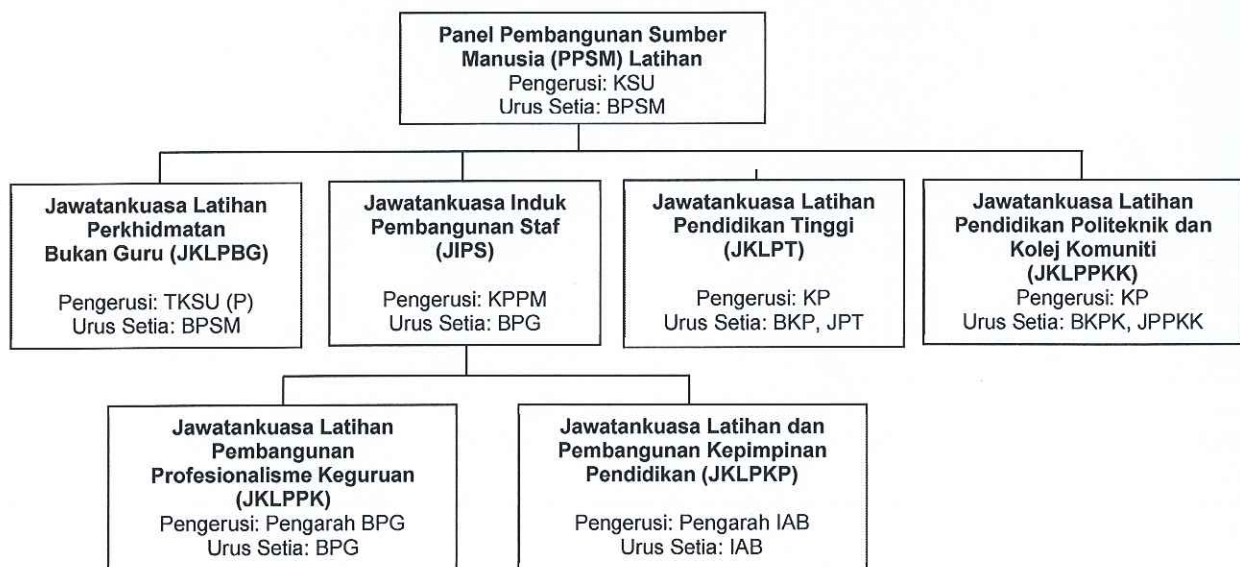 Panel Pembangunan Sumber
Manusia (PPSM) Latihan
Pengerusi: KSU
Urus Setia: BPSM
Jawatankuasa Latihan
Perkhidmatan
Bukan Guru (JKLPBG)
Pengerusi: TKSU (P)
Urus Setia: BPSM
Jawatankuasa Induk
Pembangunan Staf
(JIPS)
Pengerusi: KPPM
Urus Setia: BPG
Jawatankuasa Latihan
Pendidikan Tinggi
(JKLPT)
Pengerusi: KP
Urus Setia: BKP, JPT
Jawatankuasa Latihan
Pendidikan Politeknik dan
Kolej Komuniti
(JKLPPKK)
Pengerusi: KP
Urus Setia: BKPK, JPPKK
Jawatankuasa Latihan
Pembangunan
Profesionalisme Keguruan
(JKLPPK)
Pengerusi: Pengarah BPG
Urus Setia: BPG
Jawatankuasa Latihan dan
Pembangunan Kepimpinan
Pendidikan (JKLPKP)
Pengerusi: Pengarah IAB
Urus Setia: IAB